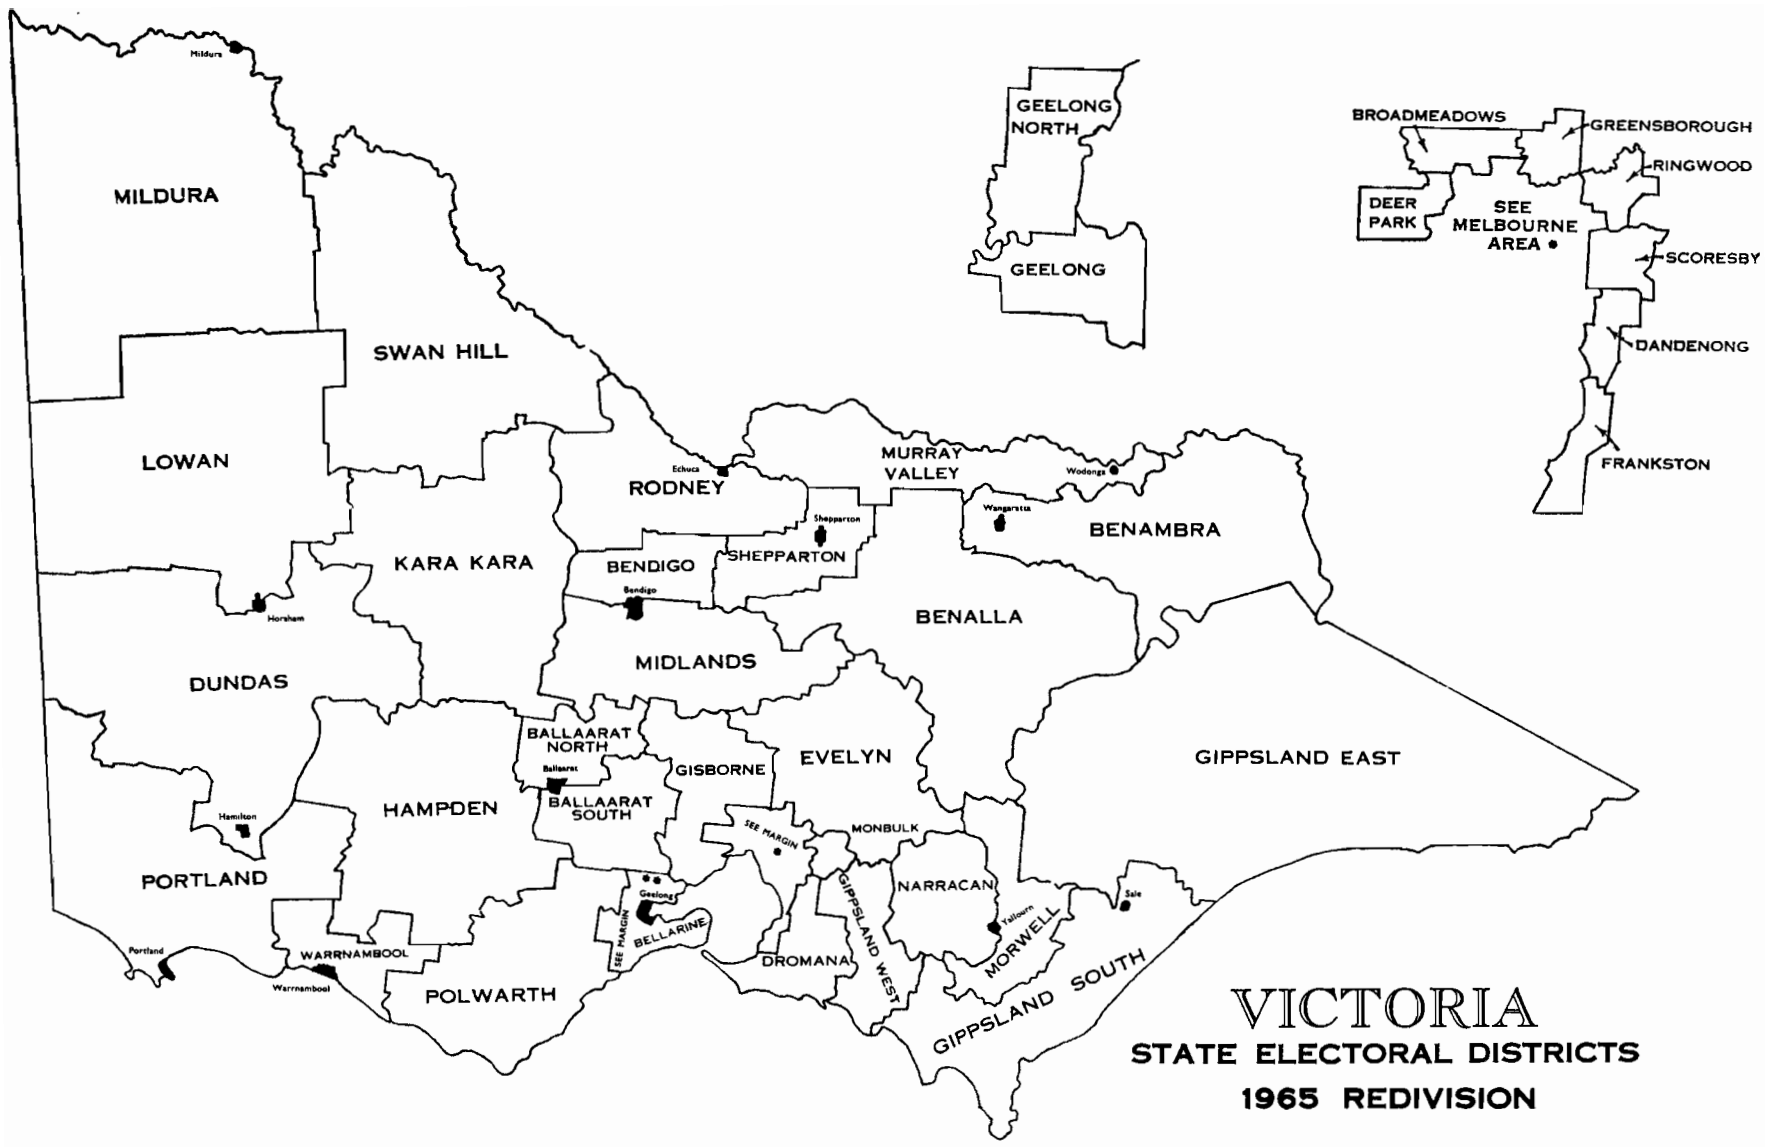 Mildura
MILDURA
SWAN HILL
LOWAN
GEELONG
NORTH
GEELONG
BROADMEADOWS
GREENSBOROUGH
RINGWOOD
DEER
PARK
SEE
MELBOURNE
AREA
SCORESBY
DANDENONG
FRANKSTON
Echuca
RODNEY
MURRAY
VALLEY
Wodonga
Wangaratta
BENAMBRA
Shepparton
SHEPPARTON
KARA KARA
BENDIGO
Bendigo
Horsham
BENALLA
MIDLANDS
DUNDAS
BALLAARAT
NORTH
Ballaarat
GISBORNE
EVELYN
GIPPSLAND EAST
HAMPDEN
BALLAARAT
SOUTH
Hamilton
SEE MARGIN
MONBULK
PORTLAND
Geelong
SEE MARGIN
BELLARINE
NARRACAN
GIPPSLAND WEST
Yallourn
MORWELL
Sale
Portland
WARRNAMBOOL
Warrnambool
POLWARTH
DROMANA
GIPPSLAND SOUTH
VICTORIA
STATE ELECTORAL DISTRICTS
1965 REDIVISION